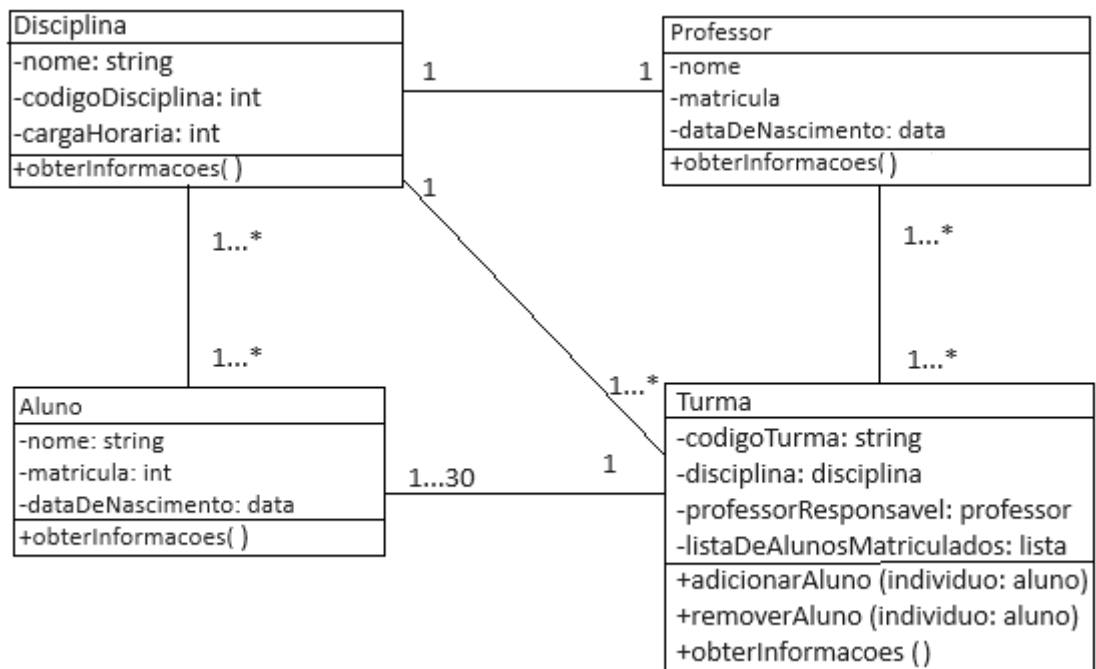 Disciplina
-nome: string
-codigoDisciplina: int
-cargaHoraria: int
+obterInformacoes( )
1
1
Professor
-nome
-matricula
-dataDeNascimento: data
+obterInformacoes( )
1
1...*
1...*
1...*
1...*
1...*
Aluno
-nome: string
-matricula: int
-dataDeNascimento: data
+obterInformacoes( )
1...30
1
Turma
-codigoTurma: string
-disciplina: disciplina
-professorResponsavel: professor
-listaDeAlunosMatriculados: lista
+adicionarAluno (individuo: aluno)
+removerAluno (individuo: aluno)
+obterInformacoes ()